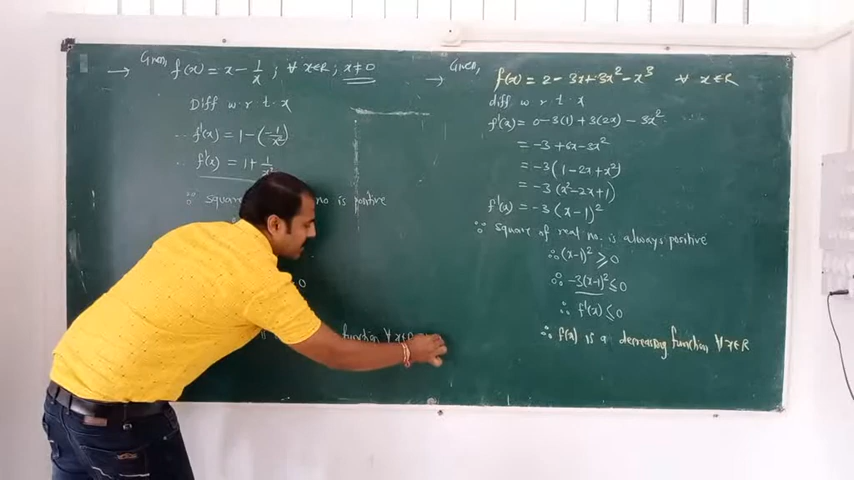 → Given, f(x) = x - 1/x ; ∀ x∈R ; x≠0
Diff w.r.t. x
∴ f'(x) = 1 - (-1/x²)
∴ f'(x) = 1 + 1/x²
∵ square no is positive
0
function ∀ x∈R
→ Given, f(x) = 2 - 3x + 3x² - x³ ∀ x∈R
diff w.r.t. x
f'(x) = 0 - 3(1) + 3(2x) - 3x²
= -3 + 6x - 3x²
= -3(1 - 2x + x²)
= -3(x² - 2x + 1)
f'(x) = -3(x - 1)²
∵ square of real no. is always positive
∴ (x-1)² ≥ 0
∴ -3(x-1)² ≤ 0
∴ f'(x) ≤ 0
∴ f(x) is a decreasing function ∀ x∈R